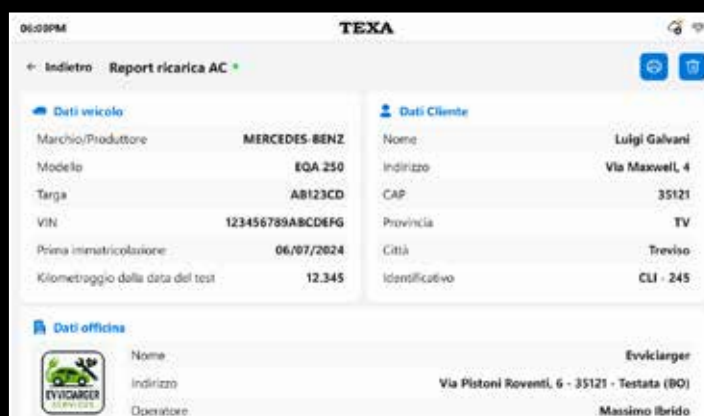 06:00PM TEXA
← Indietro Report ricarica AC
Dati veicolo
Marchio/Produttore MERCEDES-BENZ
Modello EQA 250
Targa AB123CD
VIN 123456789ABCDEFG
Prima immatricolazione 06/07/2024
Kilometraggio dalla data del test 12.345
Dati Cliente
Nome Luigi Galvani
Indirizzo Via Maxwell, 4
CAP 35121
Provincia TV
Città Treviso
Identificativo CLI - 245
Dati officina
EVVICIARGER
SERVICES
Nome Evviciarger
Indirizzo Via Pistoni Roventi, 6 - 35121 - Testata (BO)
Operatore Massimo Ibrido